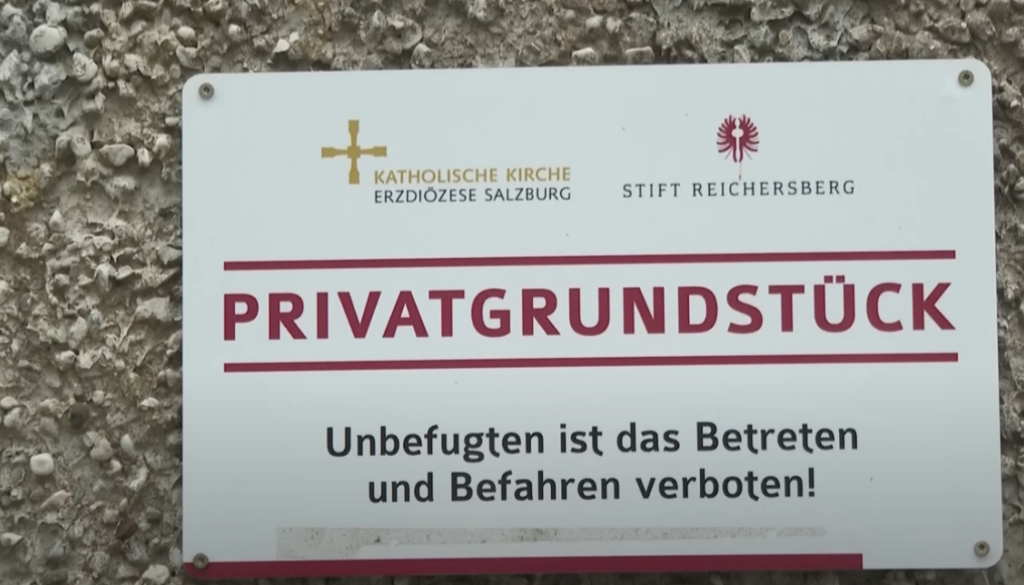 KATHOLISCHE KIRCHE
ERZDIÖZESE SALZBURG
STIFT REICHERSBERG
PRIVATGRUNDSTÜCK
Unbefugten ist das Betreten
und Befahren verboten!